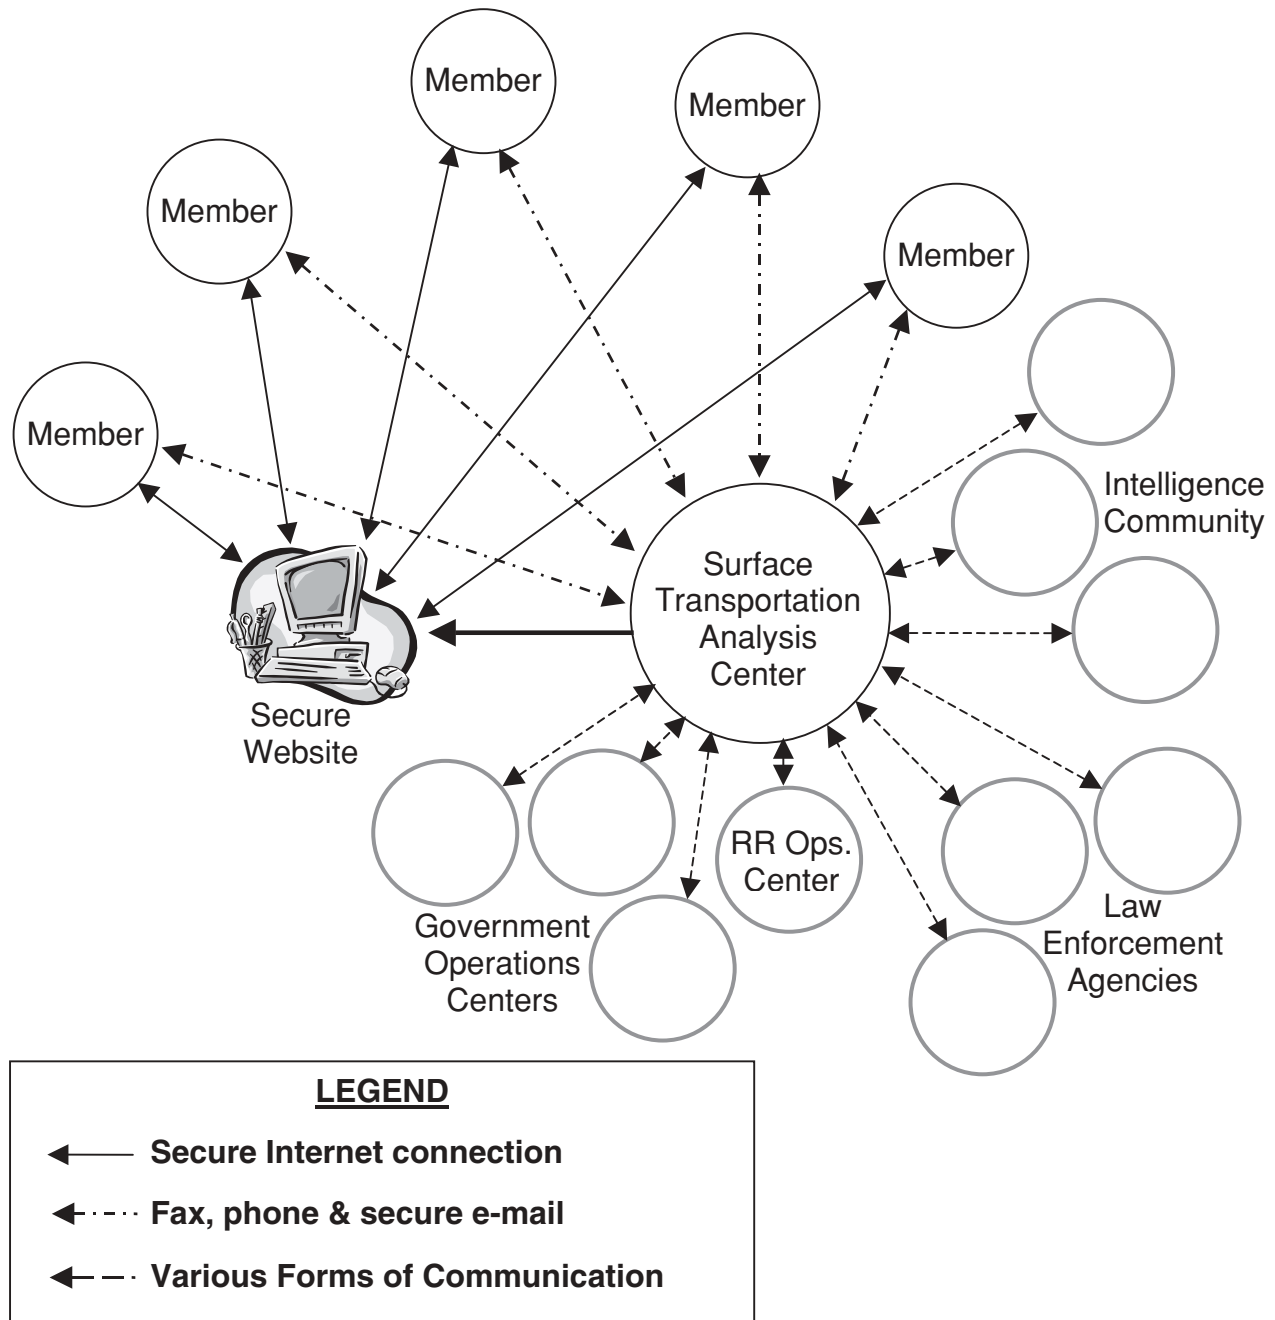 Member
Member
Member
Member
Member
Intelligence
Community
Surface
Transportation
Analysis
Center
Secure
Website
RR Ops.
Center
Government
Operations
Centers
Law
Enforcement
Agencies
LEGEND
Secure Internet connection
Fax, phone & secure e-mail
Various Forms of Communication